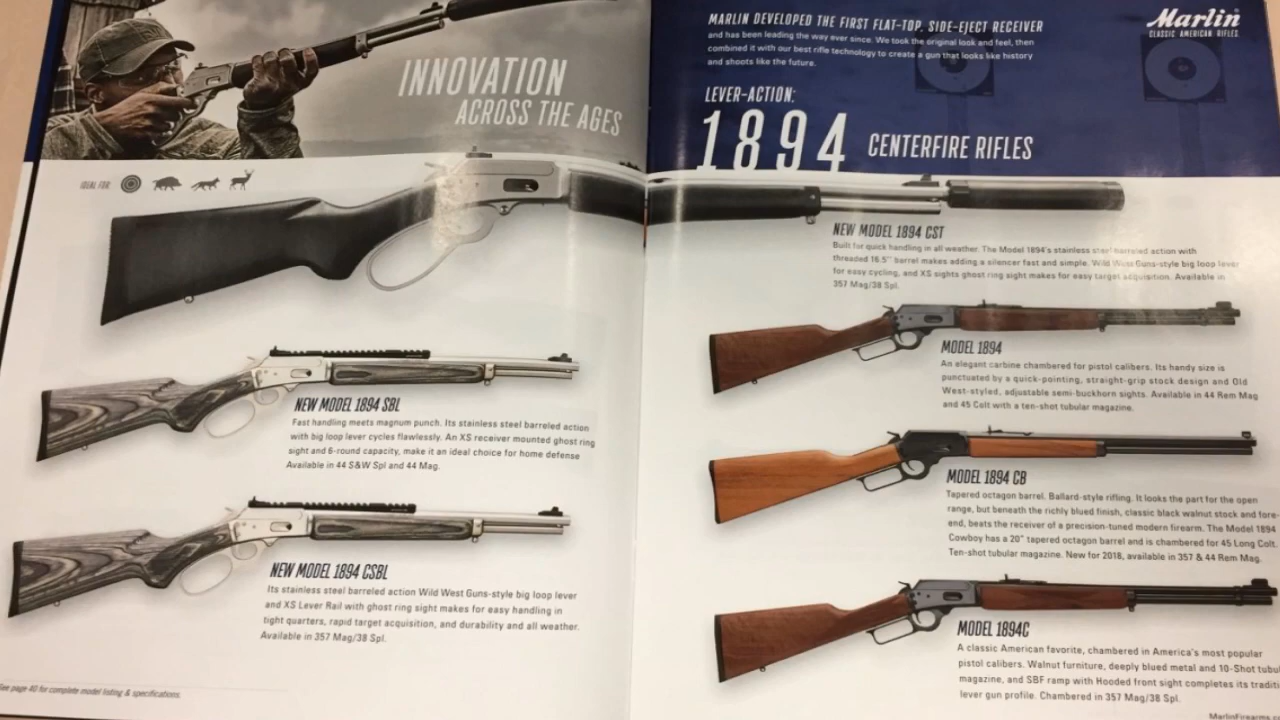 INNOVATION
ACROSS THE AGES
IDEAL FOR
NEW MODEL 1894 SBL
Fast handling meets magnum punch. Its stainless steel barreled action
with big loop lever cycles flawlessly. An XS receiver mounted ghost ring
sight and 6-round capacity, make it an ideal choice for home defense
Available in 44 S&W Spl and 44 Mag.
NEW MODEL 1894 CSBL
Its stainless steel barreled action Wild West Guns-style big loop lever
and XS Lever Rail with ghost ring sight makes for easy handling in
tight quarters, rapid target acquisition, and durability and all weather.
Available in 357 Mag/38 Spl.
See page 40 for complete model listing & specifications.
MARLIN DEVELOPED THE FIRST FLAT-TOP, SIDE-EJECT RECEIVER
and has been leading the way ever since. We took the original look and feel, then
combined it with our best rifle technology to create a gun that looks like history
and shoots like the future.
Marlin
CLASSIC AMERICAN RIFLES.
LEVER-ACTION:
1894 CENTERFIRE RIFLES
NEW MODEL 1894 CST
Built for quick handling in all weather. The Model 1894's stainless steel barreled action with
threaded 16.5" barrel makes adding a silencer fast and simple. Wild West Guns-style big loop lever
for easy cycling, and XS sights ghost ring sight makes for easy target acquisition. Available in
357 Mag/38 Spl.
MODEL 1894
An elegant carbine chambered for pistol calibers. Its handy size is
punctuated by a quick-pointing, straight-grip stock design and Old
West-styled, adjustable semi-buckhorn sights. Available in 44 Rem Mag
and 45 Colt with a ten-shot tubular magazine.
MODEL 1894 CB
Tapered octagon barrel. Ballard-style rifling. It looks the part for the open
range, but beneath the richly blued finish, classic black walnut stock and fore-
end, beats the receiver of a precision-tuned modern firearm. The Model 1894
Cowboy has a 20" tapered octagon barrel and is chambered for 45 Long Colt.
Ten-shot tubular magazine. New for 2018, available in 357 & 44 Rem Mag.
MODEL 1894C
A classic American favorite, chambered in America's most popular
pistol calibers. Walnut furniture, deeply blued metal and 10-Shot tubul
magazine, and SBF ramp with Hooded front sight completes its traditi
lever gun profile. Chambered in 357 Mag/38 Spl.
MarlinFirearms.c